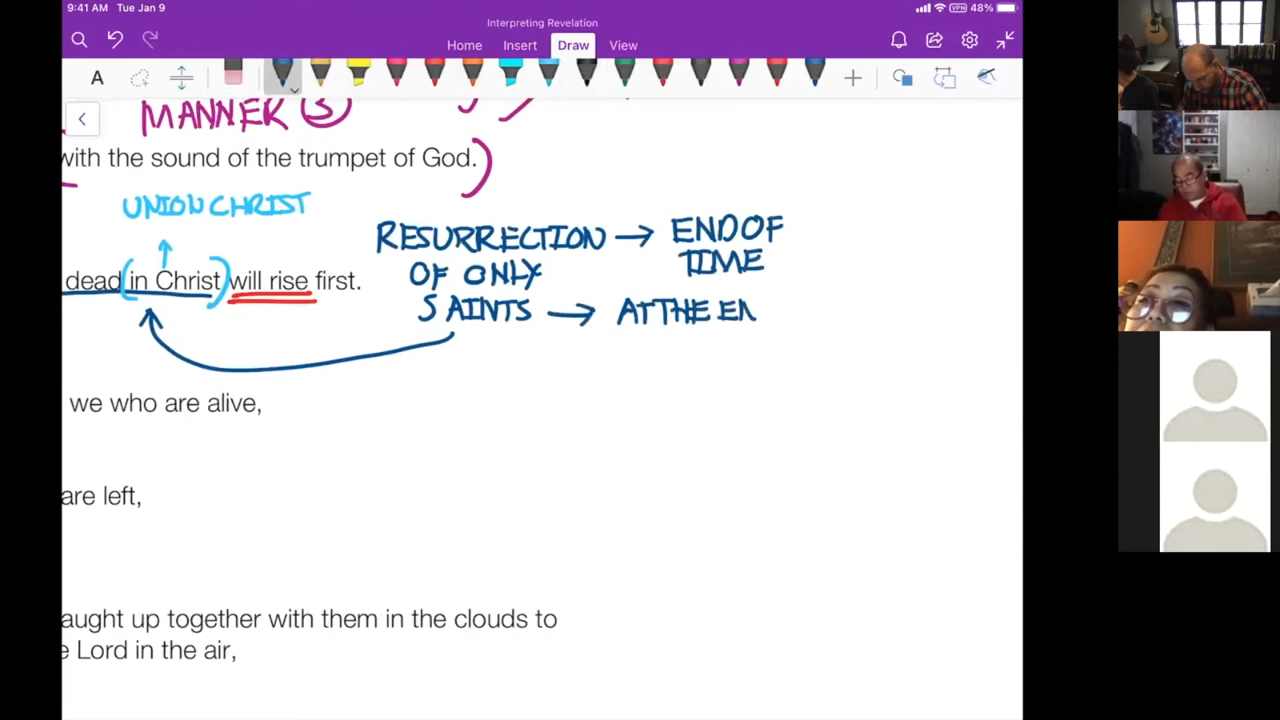 9:41 AM Tue Jan 9
VPN 48%
Interpreting Revelation
Home Insert Draw View
A
MANNER (3)
with the sound of the trumpet of God.)
UNION CHRIST
RESURRECTION → END OF
TIME
OF ONLY
SAINTS → AT THE EN
dead (in Christ) will rise first.
we who are alive,
are left,
aught up together with them in the clouds to
e Lord in the air,